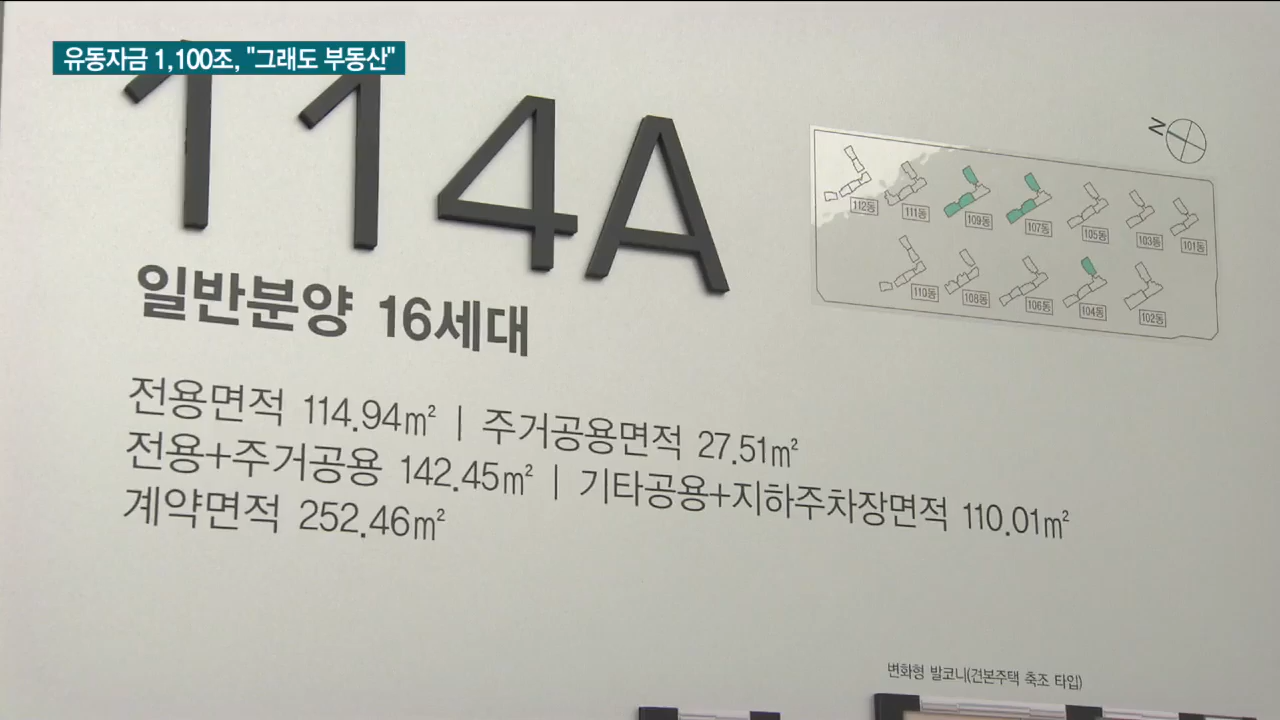 유동자금 1,100조, "그래도 부동산"
114A
일반분양 16세대
전용면적 114.94㎡ | 주거공용면적 27.51㎡
전용+주거공용 142.45㎡ | 기타공용+지하주차장면적 110.01㎡
계약면적 252.46㎡
N
112동 111동 109동 107동 105동 103동 101동
110동 108동 106동 104동 102동
변화형 발코니(견본주택 축조 타입)